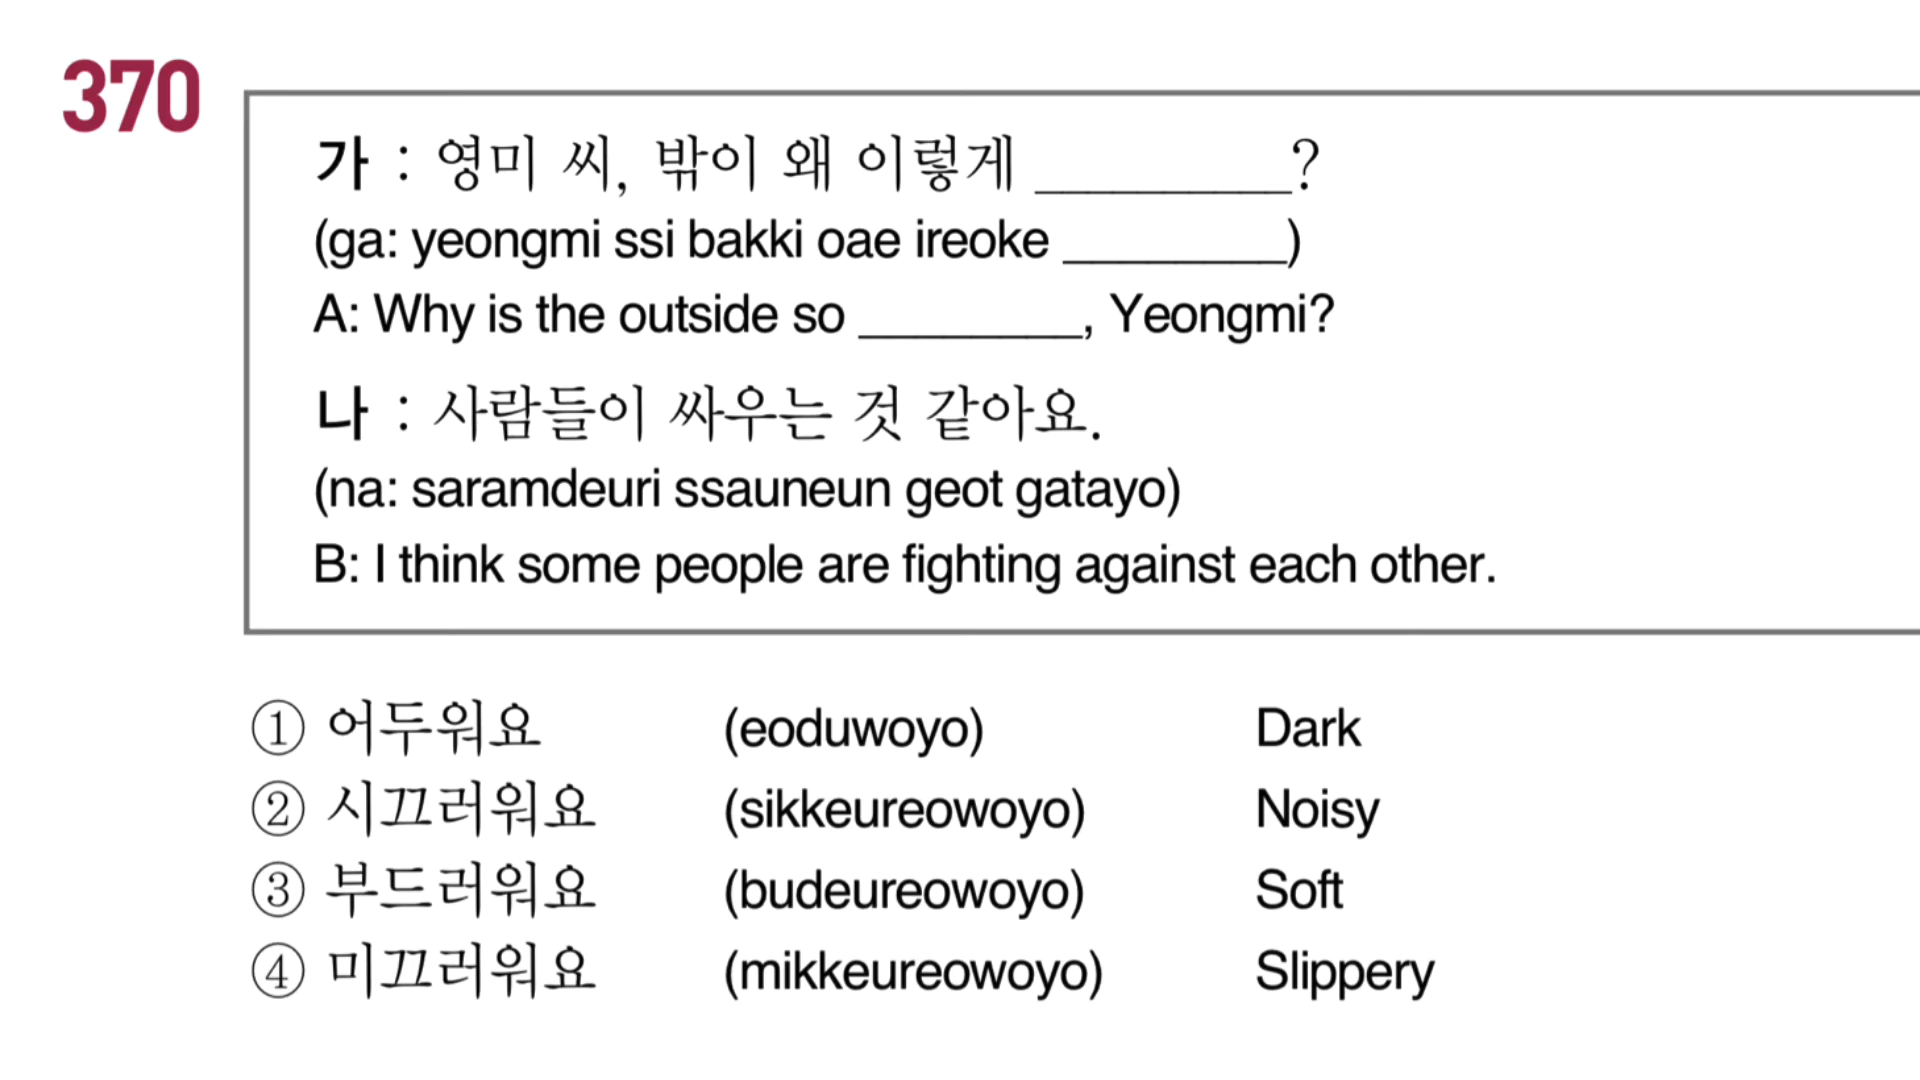 370
가 : 영미 씨, 밖이 왜 이렇게 __________?
(ga: yeongmi ssi bakki oae ireoke ________)
A: Why is the outside so ________, Yeongmi?
나 : 사람들이 싸우는 것 같아요.
(na: saramdeuri ssauneun geot gatayo)
B: I think some people are fighting against each other.
① 어두워요 (eoduwoyo) Dark
② 시끄러워요 (sikkeureowoyo) Noisy
③ 부드러워요 (budeureowoyo) Soft
④ 미끄러워요 (mikkeureowoyo) Slippery